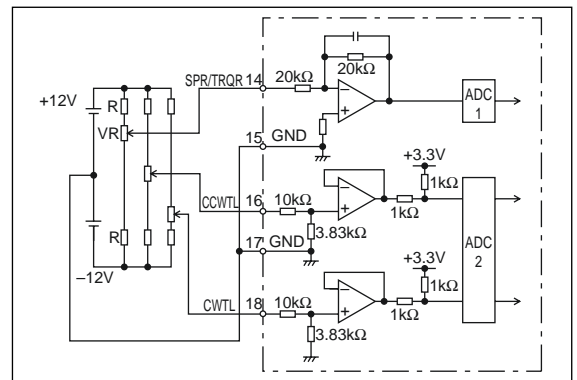 SPR/TRQR 14
20kΩ
20kΩ
+12V
R
VR
ADC
1
15 GND
+3.3V
1kΩ
CCWTL 16
10kΩ
1kΩ
3.83kΩ
ADC
2
17 GND
R
–12V
+3.3V
1kΩ
CWTL 18
10kΩ
1kΩ
3.83kΩ